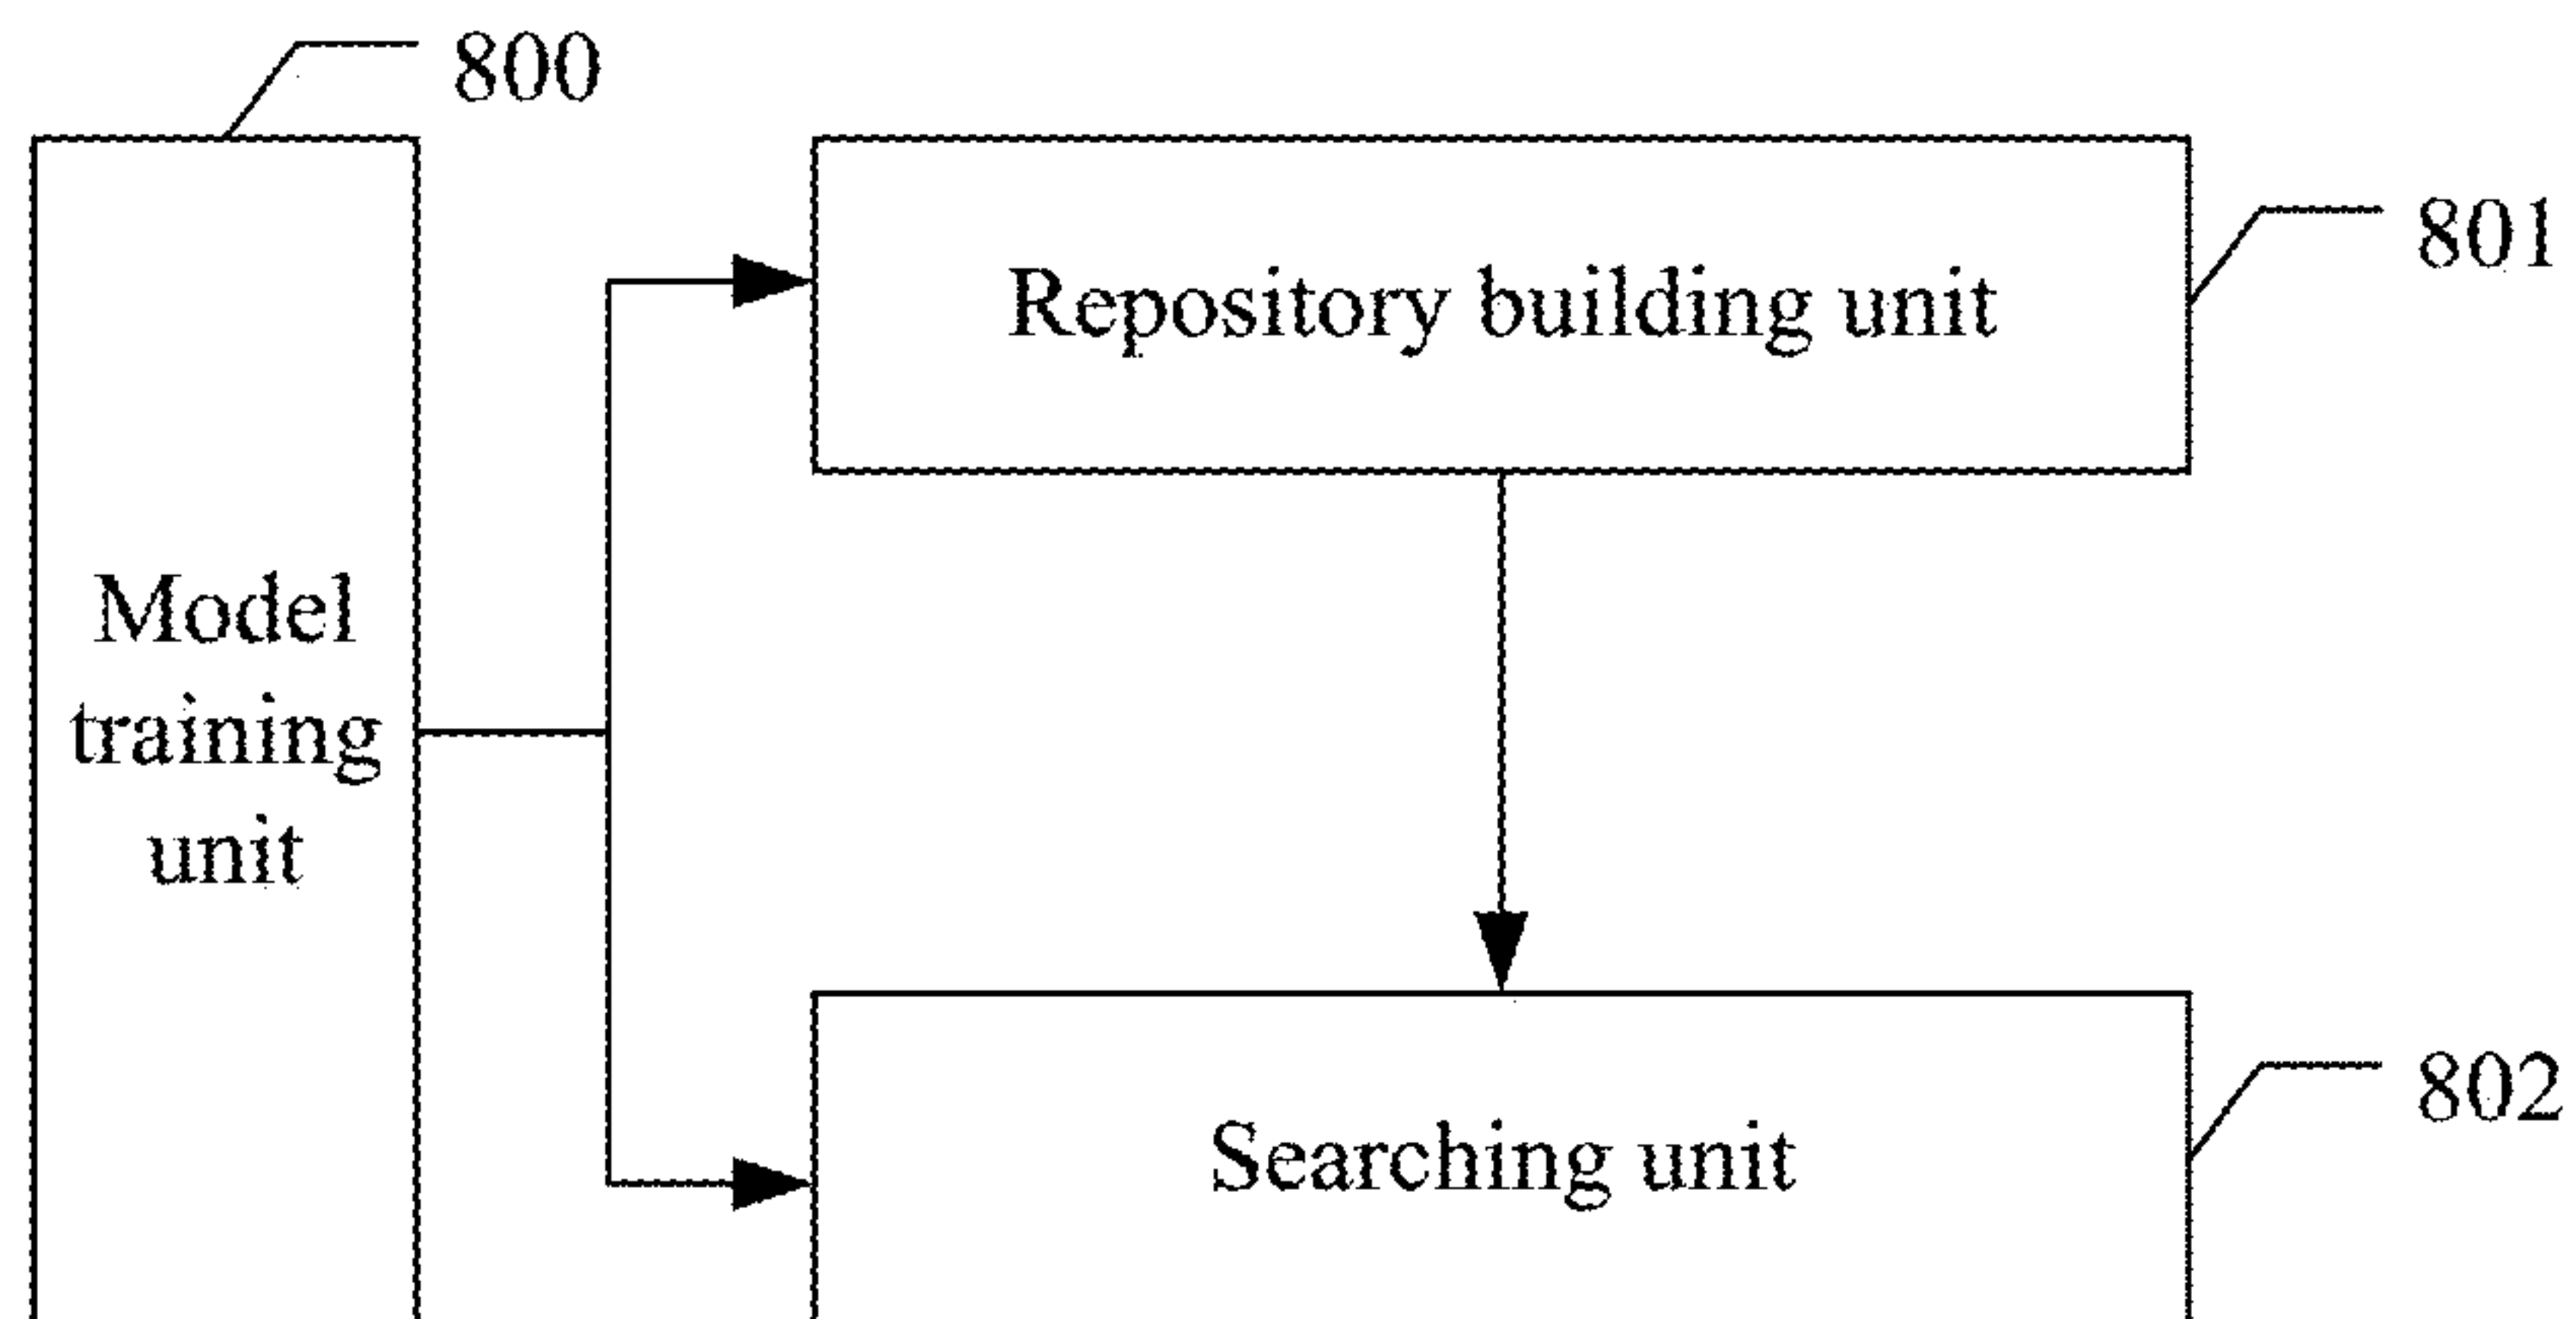 800
801
Repository building unit
Model
training
unit
802
Searching unit